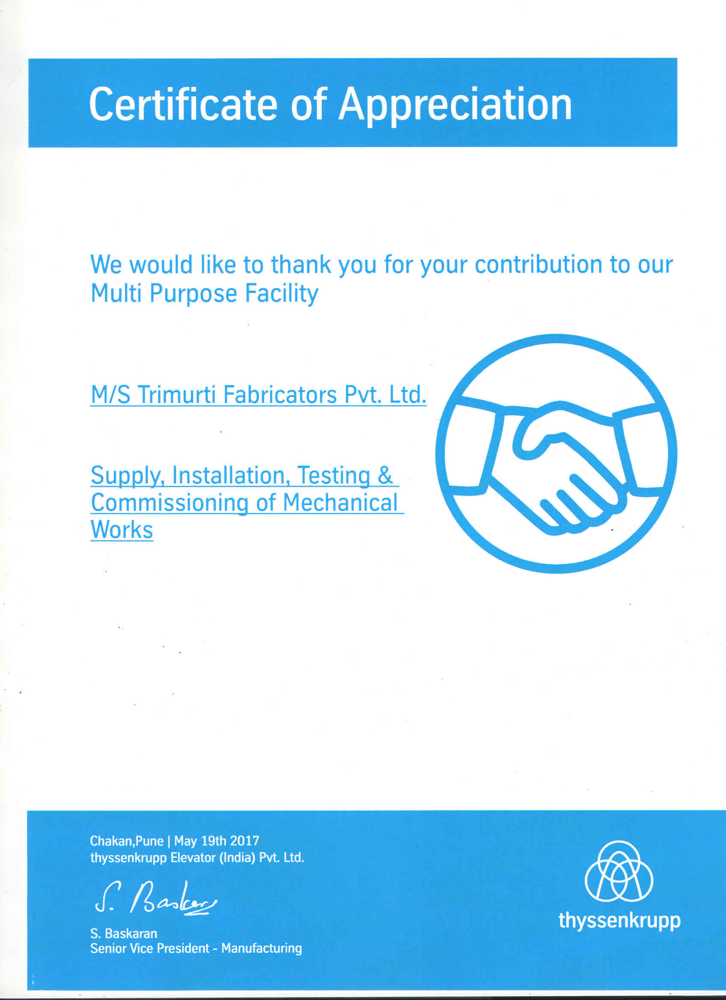 Certificate of Appreciation
We would like to thank you for your contribution to our
Multi Purpose Facility
M/S Trimurti Fabricators Pvt. Ltd.
Supply, Installation, Testing &
Commissioning of Mechanical
Works
Chakan,Pune | May 19th 2017
thyssenkrupp Elevator (India) Pvt. Ltd.
S. Baskaran
S. Baskaran
Senior Vice President - Manufacturing
thyssenkrupp